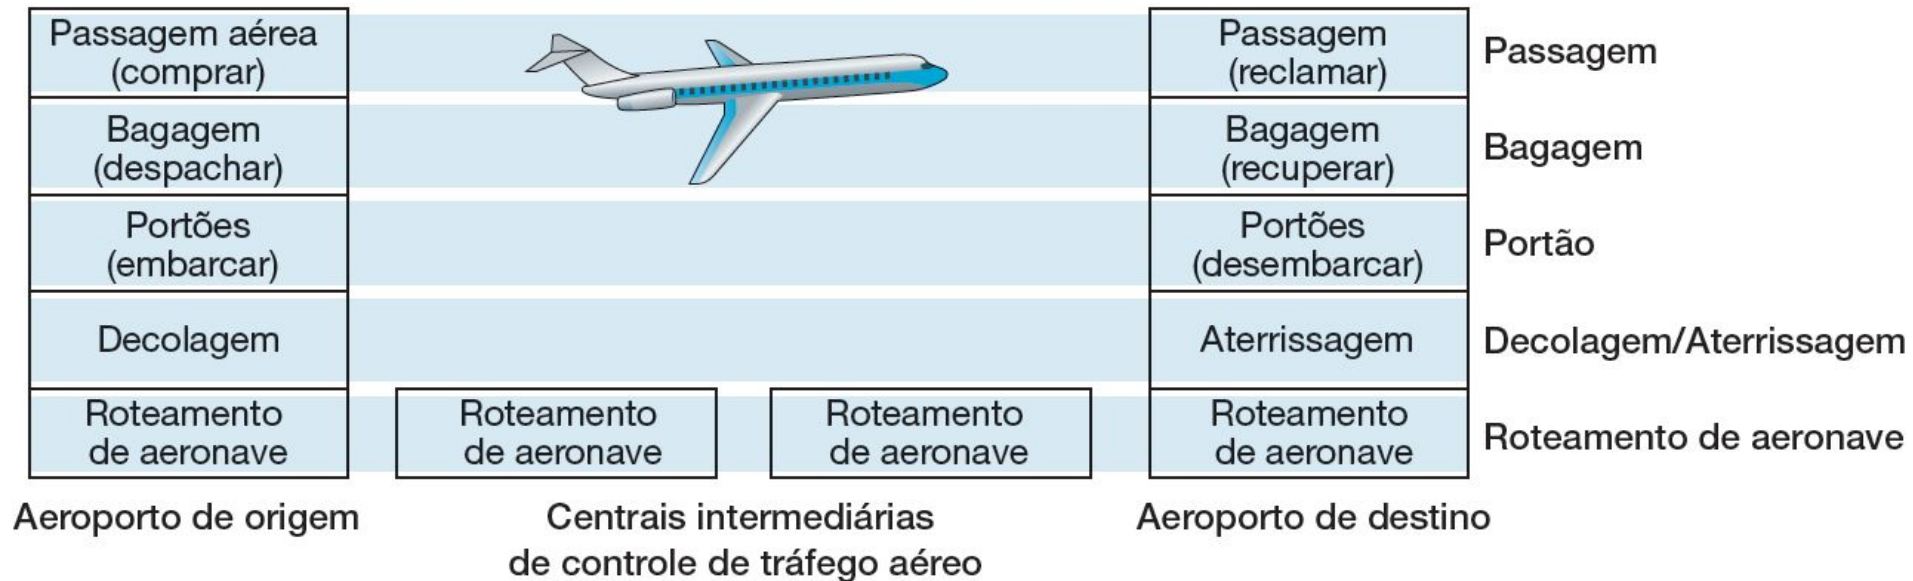 Passagem aérea
(comprar)
Passagem
(reclamar)
Passagem
Bagagem
(despachar)
Bagagem
(recuperar)
Bagagem
Portões
(embarcar)
Portões
(desembarcar)
Portão
Decolagem
Aterrissagem
Decolagem/Aterrissagem
Roteamento
de aeronave
Roteamento
de aeronave
Roteamento
de aeronave
Roteamento
de aeronave
Roteamento de aeronave
Aeroporto de origem
Centrais intermediárias
de controle de tráfego aéreo
Aeroporto de destino